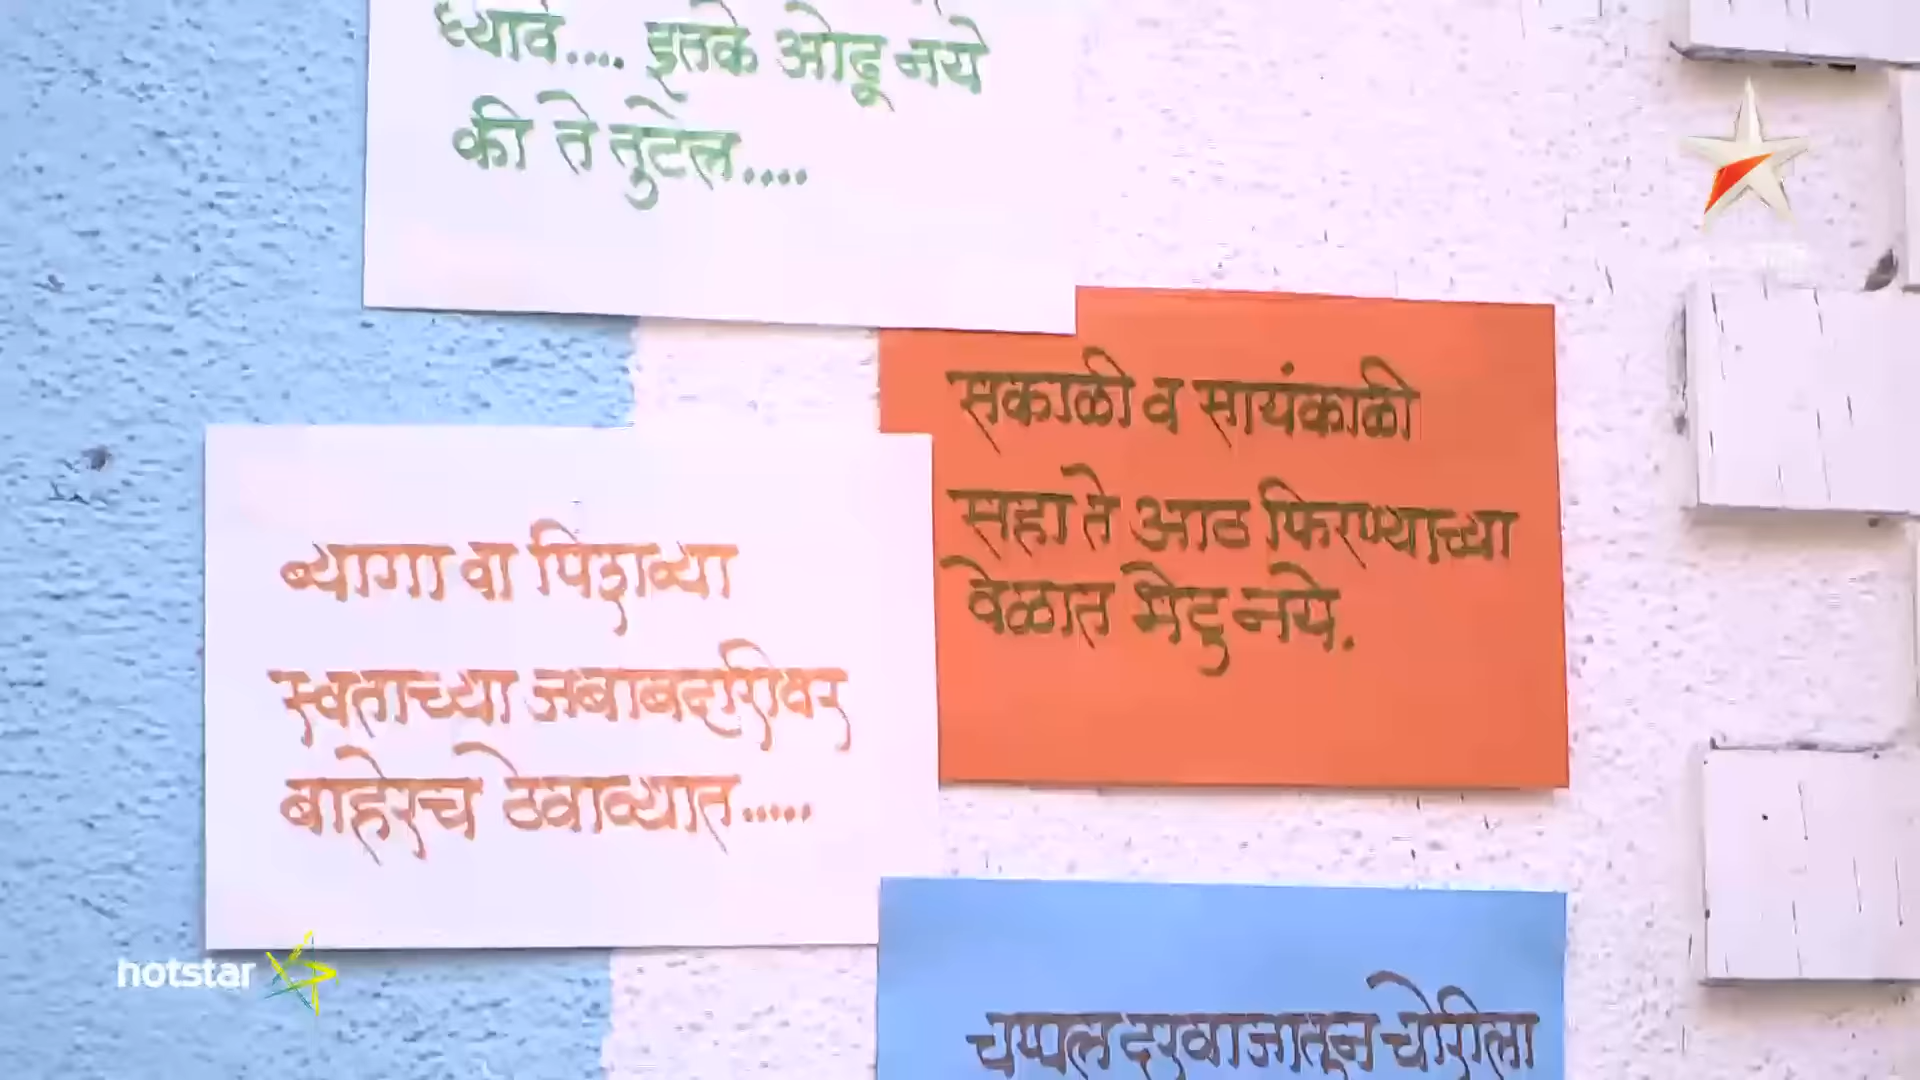 घ्यावे.... इतके ओढू नये
की ते तुटेल....
सकाळी व सायंकाळी
सहा ते आठ फिरण्याच्या
वेळात भेटू नये.
ब्यागा वा पिशव्या
स्वताच्या जबाबदारीवर
बाहेरच ठेवाव्यात.....
चप्पल दरवाजातून चोरीला
hotstar